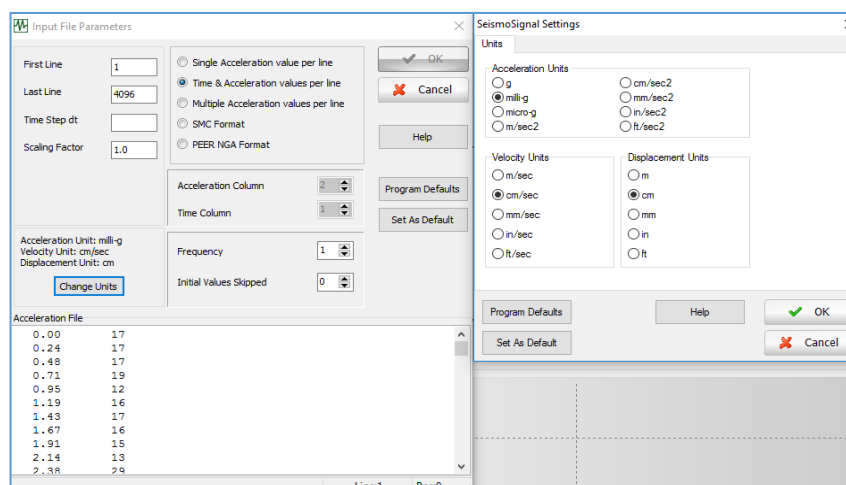 Input File Parameters
First Line
1
Last Line
4096
Time Step dt
Scaling Factor
1.0
Single Acceleration value per line
Time & Acceleration values per line
Multiple Acceleration values per line
SMC Format
PEER NGA Format
OK
Cancel
Help
Acceleration Column
2
Time Column
1
Program Defaults
Set As Default
Acceleration Unit: milli-g
Velocity Unit: cm/sec
Displacement Unit: cm
Change Units
Frequency
1
Initial Values Skipped
0
Acceleration File
0.00 17
0.24 17
0.48 17
0.71 19
0.95 12
1.19 16
1.43 17
1.67 16
1.91 15
2.14 13
2.38 29
SeismoSignal Settings
Units
Acceleration Units
g
milli-g
micro-g
m/sec2
cm/sec2
mm/sec2
in/sec2
ft/sec2
Velocity Units
m/sec
cm/sec
mm/sec
in/sec
ft/sec
Displacement Units
m
cm
mm
in
ft
Program Defaults
Help
OK
Set As Default
Cancel